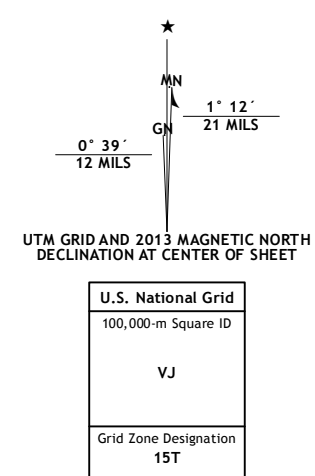 ★
MN
1° 12´
21 MILS
GN
0° 39´
12 MILS
UTM GRID AND 2013 MAGNETIC NORTH
DECLINATION AT CENTER OF SHEET
U.S. National Grid
100,000-m Square ID
VJ
Grid Zone Designation
15T